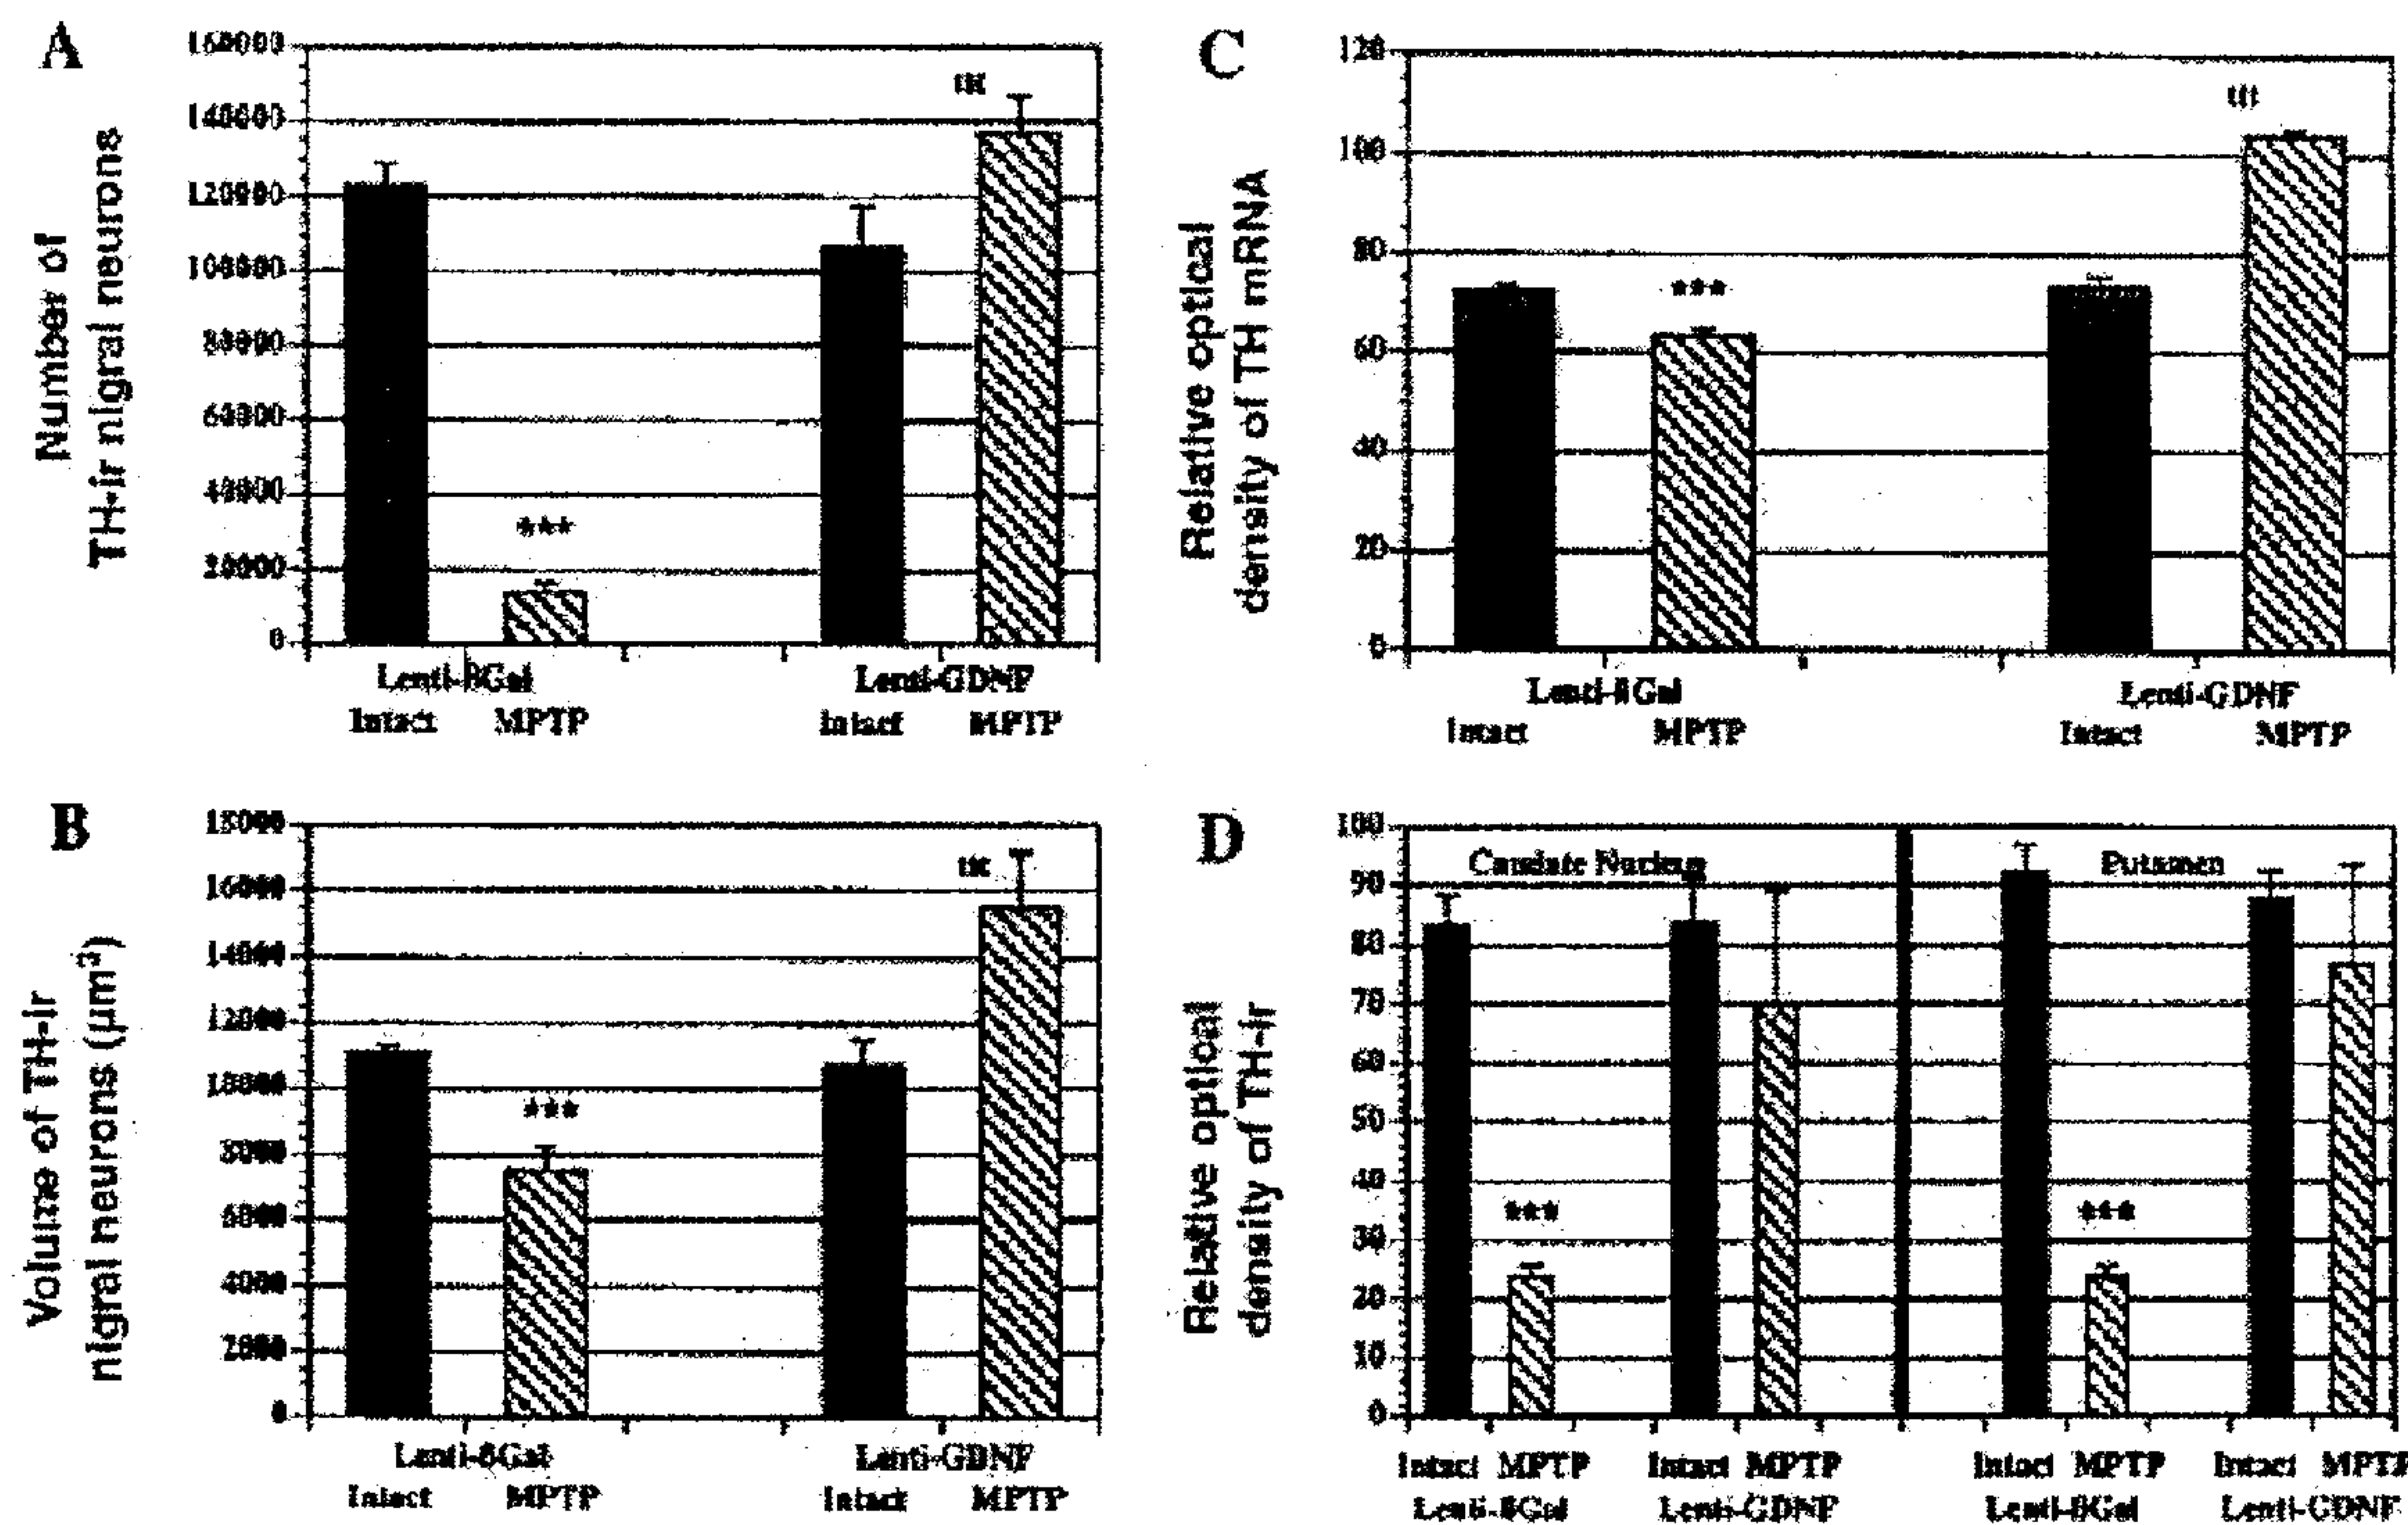 A
160000
140000
120000
100000
80000
60000
40000
20000
0
Number of
TH-ir nigral neurons
***
Lenti-βGal
Lenti-GDNF
Intact MPTP
Intact MPTP
C
120
100
80
60
40
20
0
Relative optical
density of TH mRNA
***
ttt
Lenti-βGal
Lenti-GDNF
Intact MPTP
Intact MPTP
B
18000
16000
14000
12000
10000
8000
6000
4000
2000
0
Volume of TH-ir
nigral neurons (µm³)
***
Lenti-βGal
Lenti-GDNF
Intact MPTP
Intact MPTP
D
100
90
80
70
60
50
40
30
20
10
0
Relative optical
density of TH-ir
Caudate Nucleus
Putamen
***
***
Intact MPTP Intact MPTP Intact MPTP Intact MPTP
Lenti-βGal Lenti-GDNF Lenti-βGal Lenti-GDNF